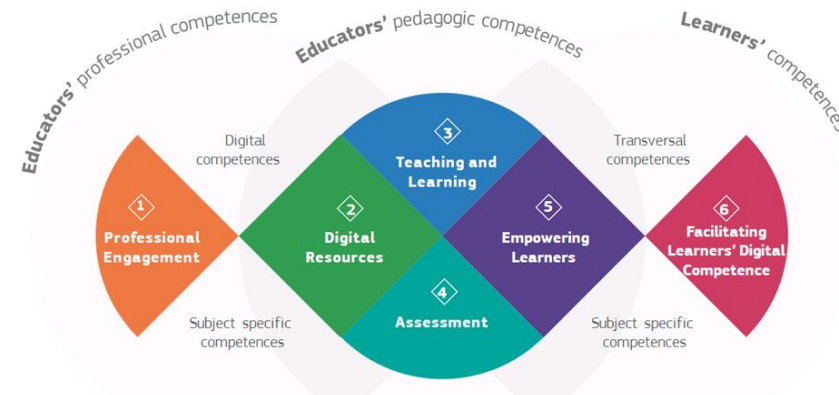 Educators' professional competences
Educators' pedagogic competences
Learners' competences
Digital
competences
Transversal
competences
1
Professional
Engagement
2
Digital
Resources
3
Teaching and
Learning
4
Assessment
5
Empowering
Learners
6
Facilitating
Learners' Digital
Competence
Subject specific
competences
Subject specific
competences